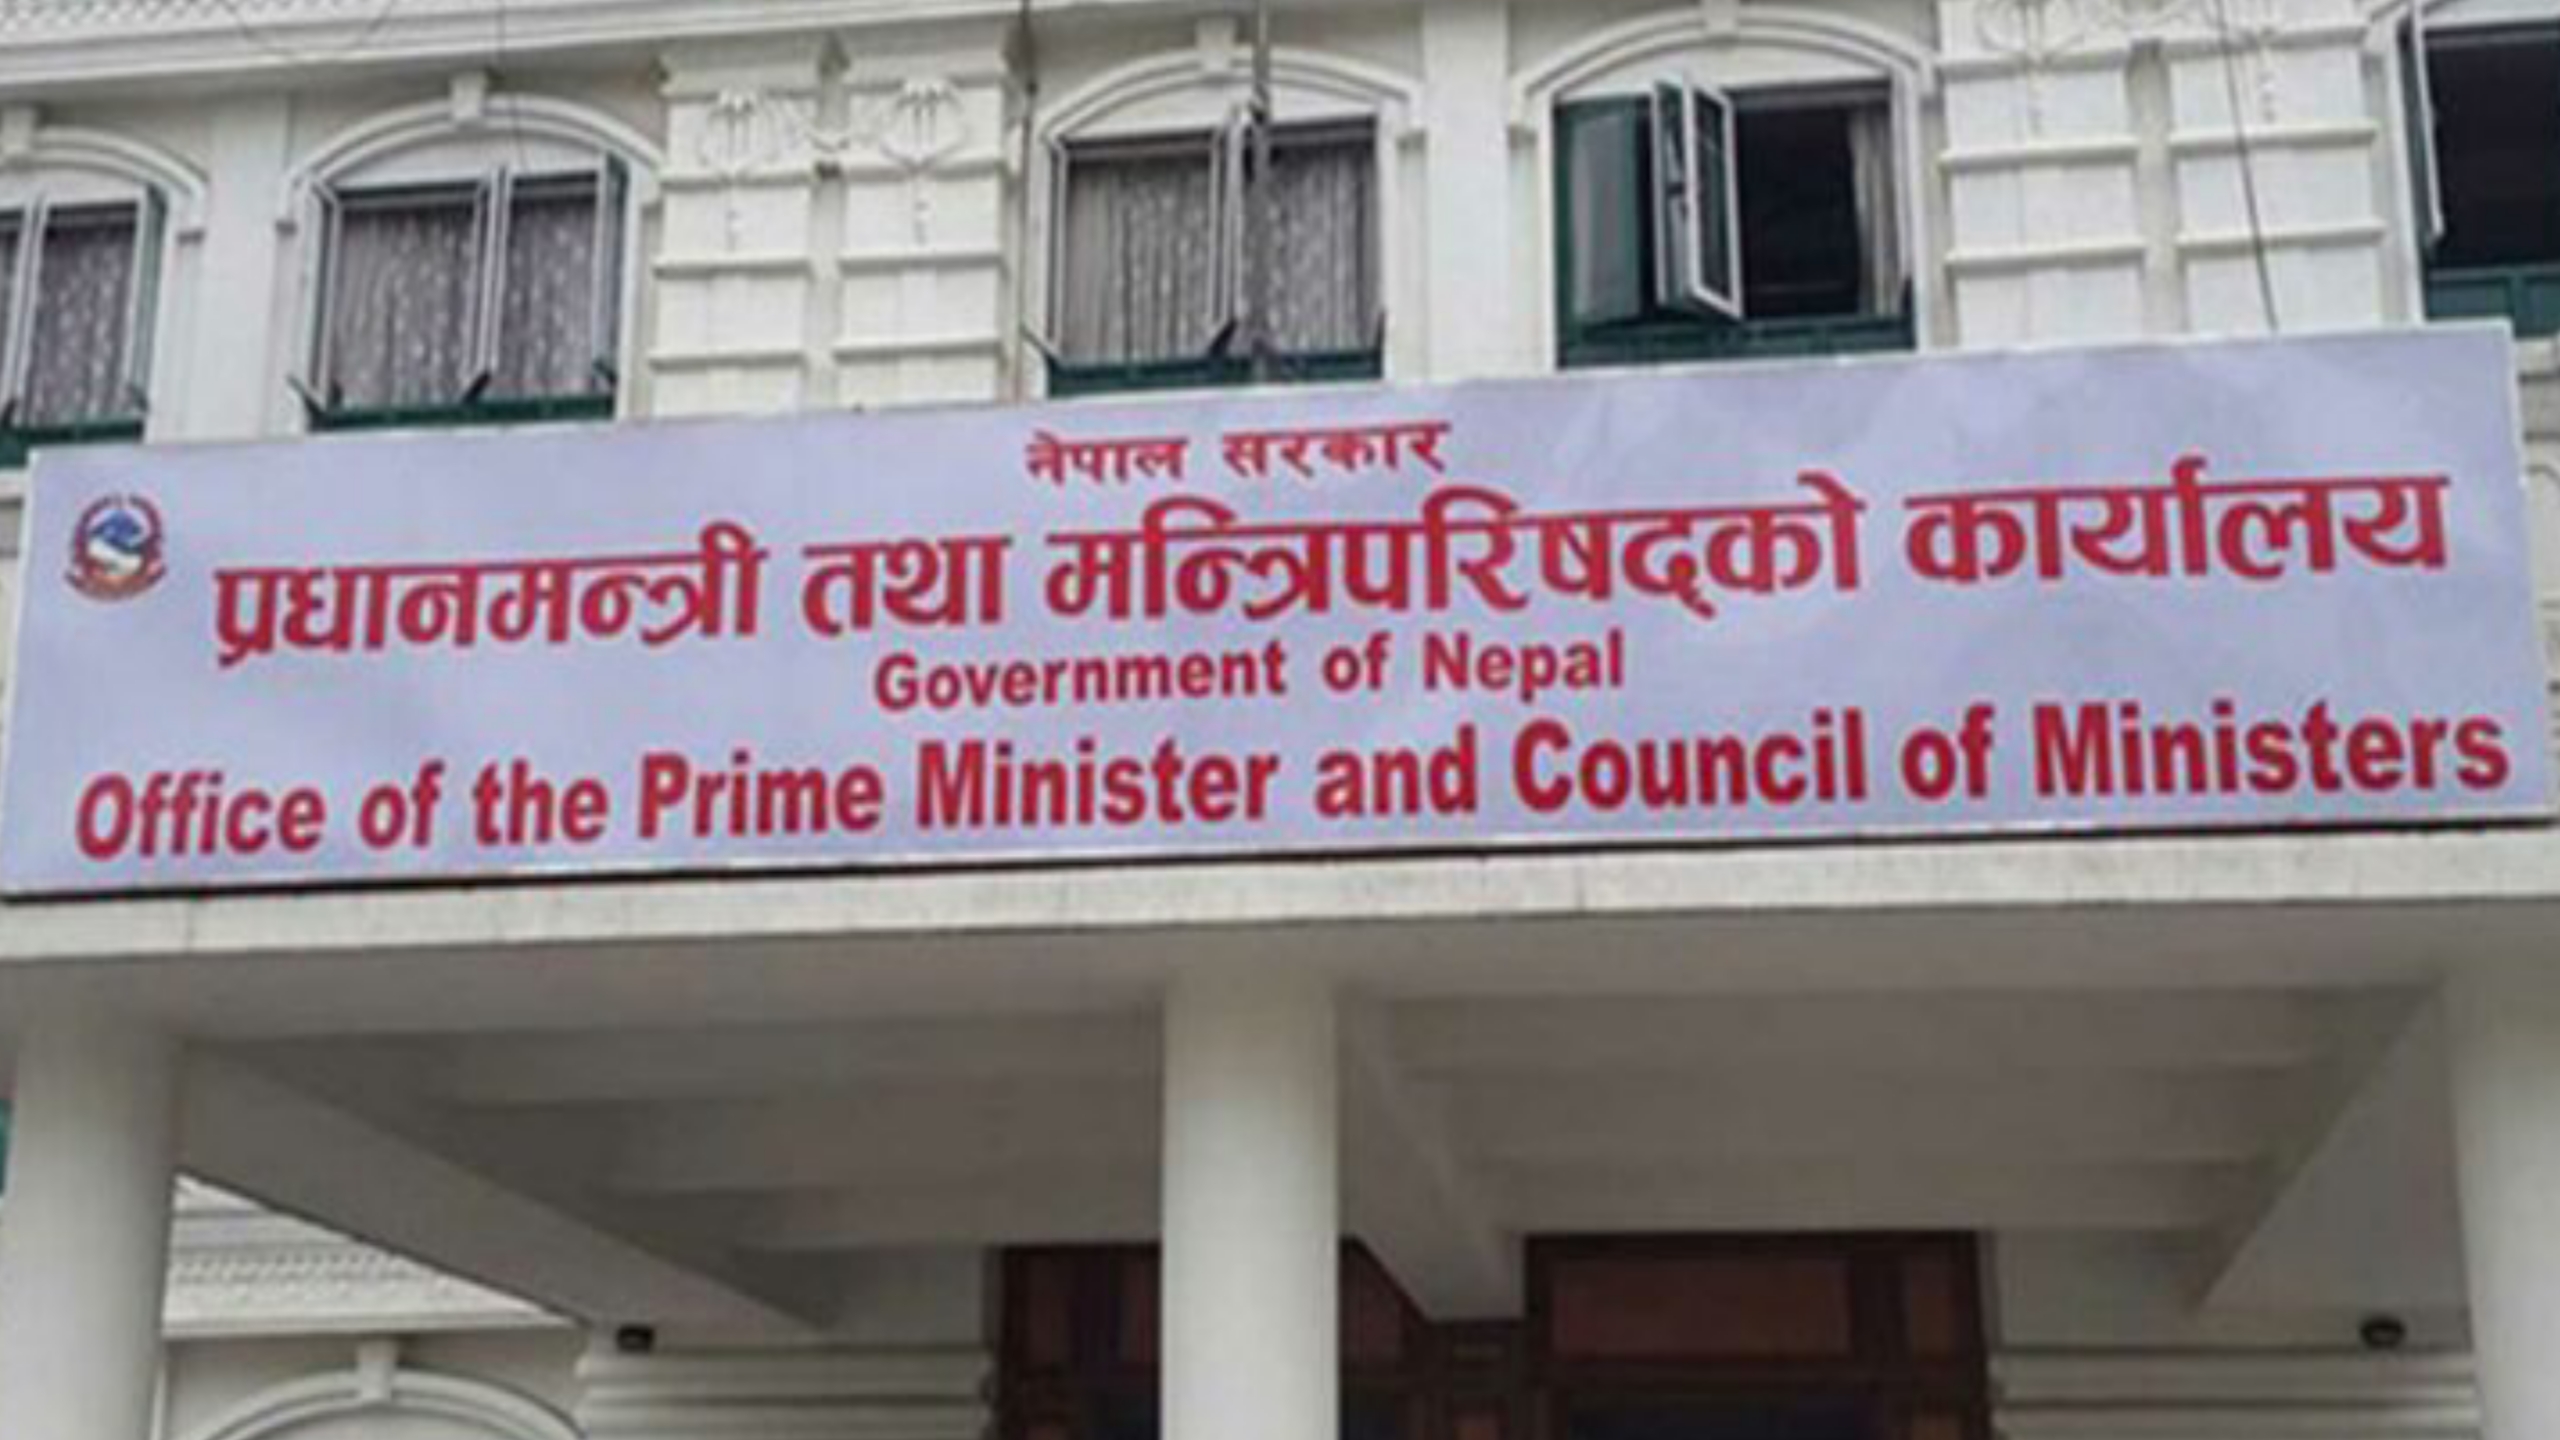 नेपाल सरकार
प्रधानमन्त्री तथा मन्त्रिपरिषद्को कार्यालय
Government of Nepal
Office of the Prime Minister and Council of Ministers